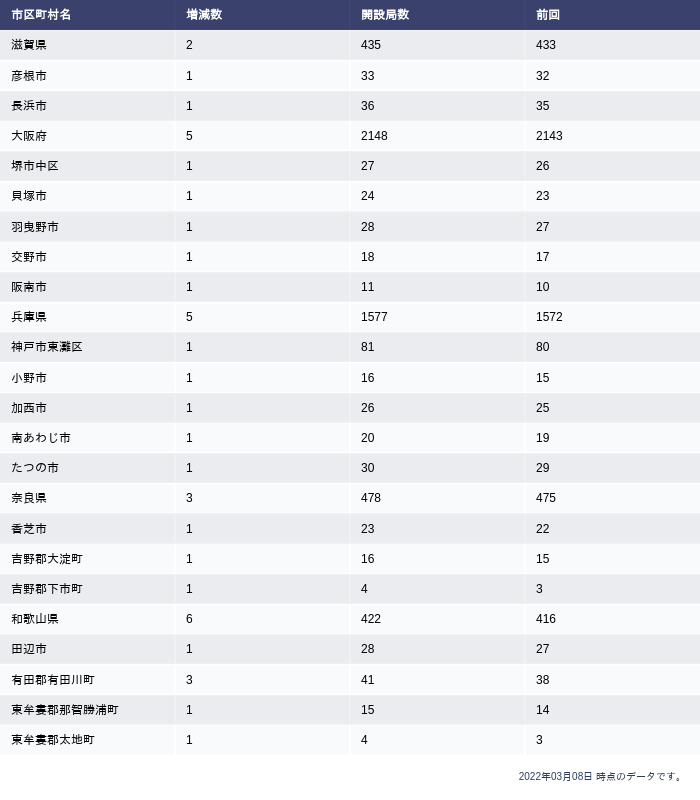 市区町村名 増減数 開設局数 前回
滋賀県 2 435 433
彦根市 1 33 32
長浜市 1 36 35
大阪府 5 2148 2143
堺市中区 1 27 26
貝塚市 1 24 23
羽曳野市 1 28 27
交野市 1 18 17
阪南市 1 11 10
兵庫県 5 1577 1572
神戸市東灘区 1 81 80
小野市 1 16 15
加西市 1 26 25
南あわじ市 1 20 19
たつの市 1 30 29
奈良県 3 478 475
香芝市 1 23 22
吉野郡大淀町 1 16 15
吉野郡下市町 1 4 3
和歌山県 6 422 416
田辺市 1 28 27
有田郡有田川町 3 41 38
東牟婁郡那智勝浦町 1 15 14
東牟婁郡太地町 1 4 3
2022年03月08日 時点のデータです。